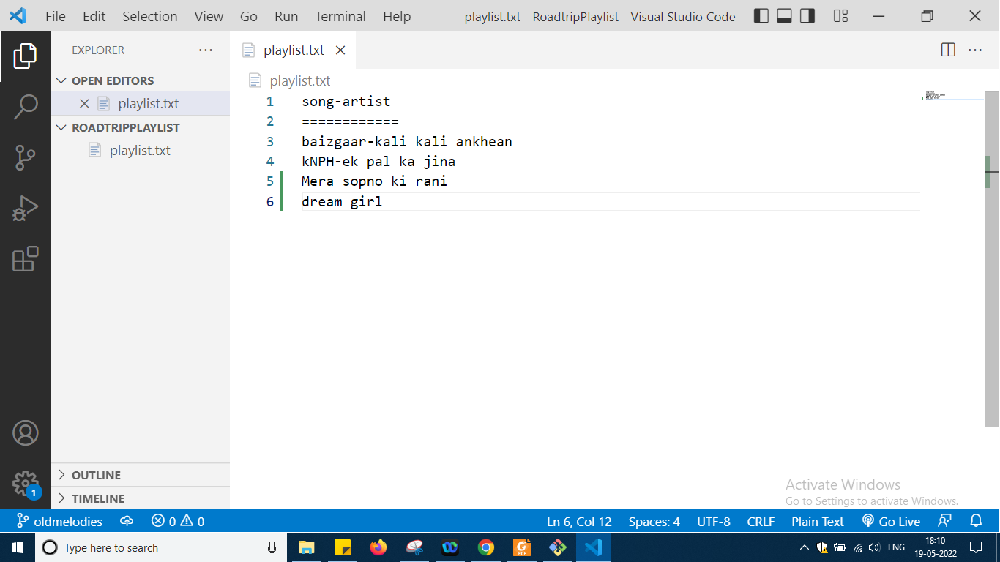 File Edit Selection View Go Run Terminal Help playlist.txt - RoadtripPlaylist - Visual Studio Code
EXPLORER
playlist.txt
OPEN EDITORS
playlist.txt
ROADTRIPPLAYLIST
playlist.txt
playlist.txt
1 song-artist
2 ============
3 baizgaar-kali kali ankhean
4 kNPH-ek pal ka jina
5 Mera sopno ki rani
6 dream girl
OUTLINE
TIMELINE
1
Activate Windows
Go to Settings to activate Windows.
oldmelodies 0 0 Ln 6, Col 12 Spaces: 4 UTF-8 CRLF Plain Text Go Live
Type here to search
ENG
18:10
19-05-2022